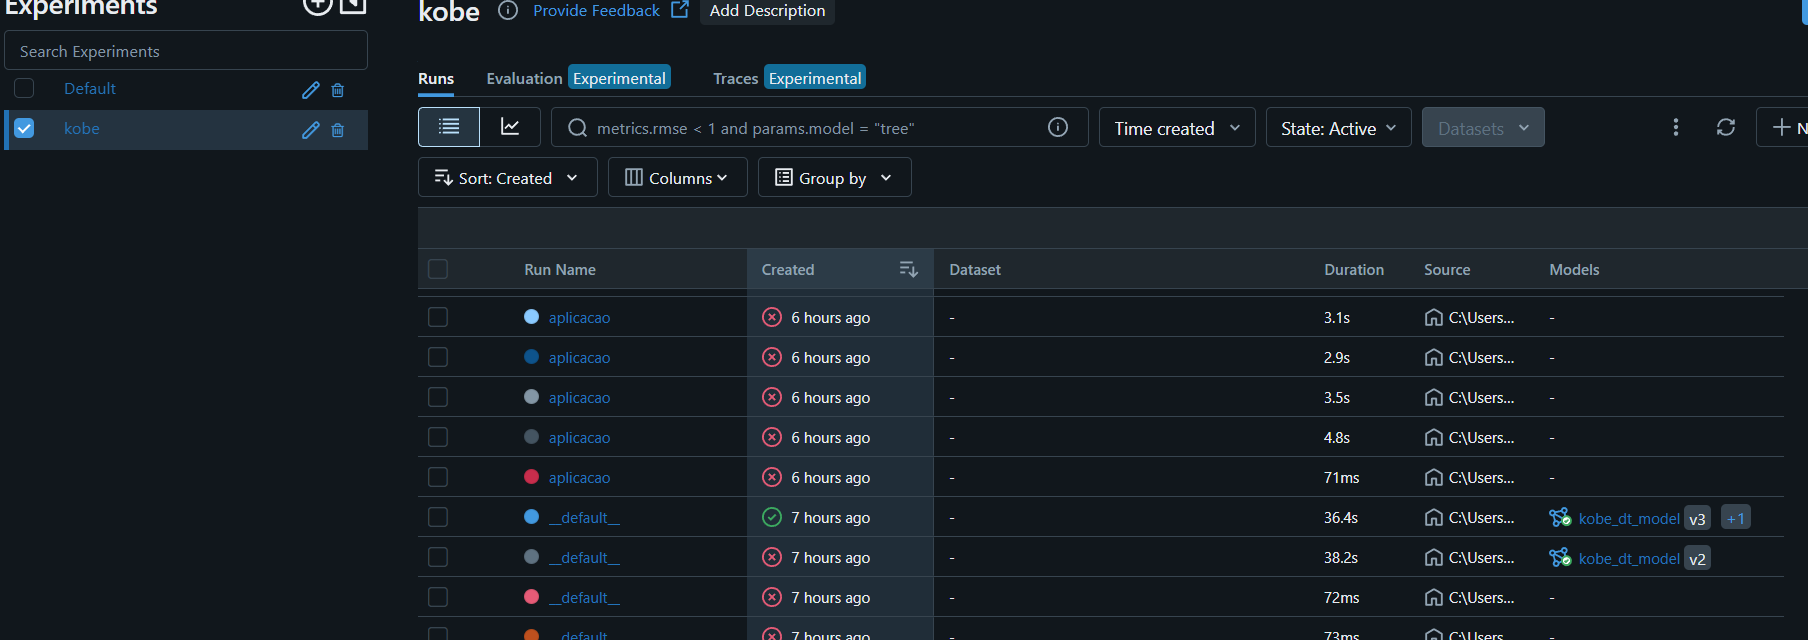 Experiments
Search Experiments
Default
kobe
kobe Provide Feedback Add Description
Runs Evaluation Experimental Traces Experimental
metrics.rmse < 1 and params.model = "tree" Time created State: Active Datasets N
Sort: Created Columns Group by
Run Name Created Dataset Duration Source Models
aplicacao 6 hours ago - 3.1s C:\Users... -
aplicacao 6 hours ago - 2.9s C:\Users... -
aplicacao 6 hours ago - 3.5s C:\Users... -
aplicacao 6 hours ago - 4.8s C:\Users... -
aplicacao 6 hours ago - 71ms C:\Users... -
__default__ 7 hours ago - 36.4s C:\Users... kobe_dt_model v3 +1
__default__ 7 hours ago - 38.2s C:\Users... kobe_dt_model v2
__default__ 7 hours ago - 72ms C:\Users... -
__default__ 7 hours ago - 73ms C:\Users... -